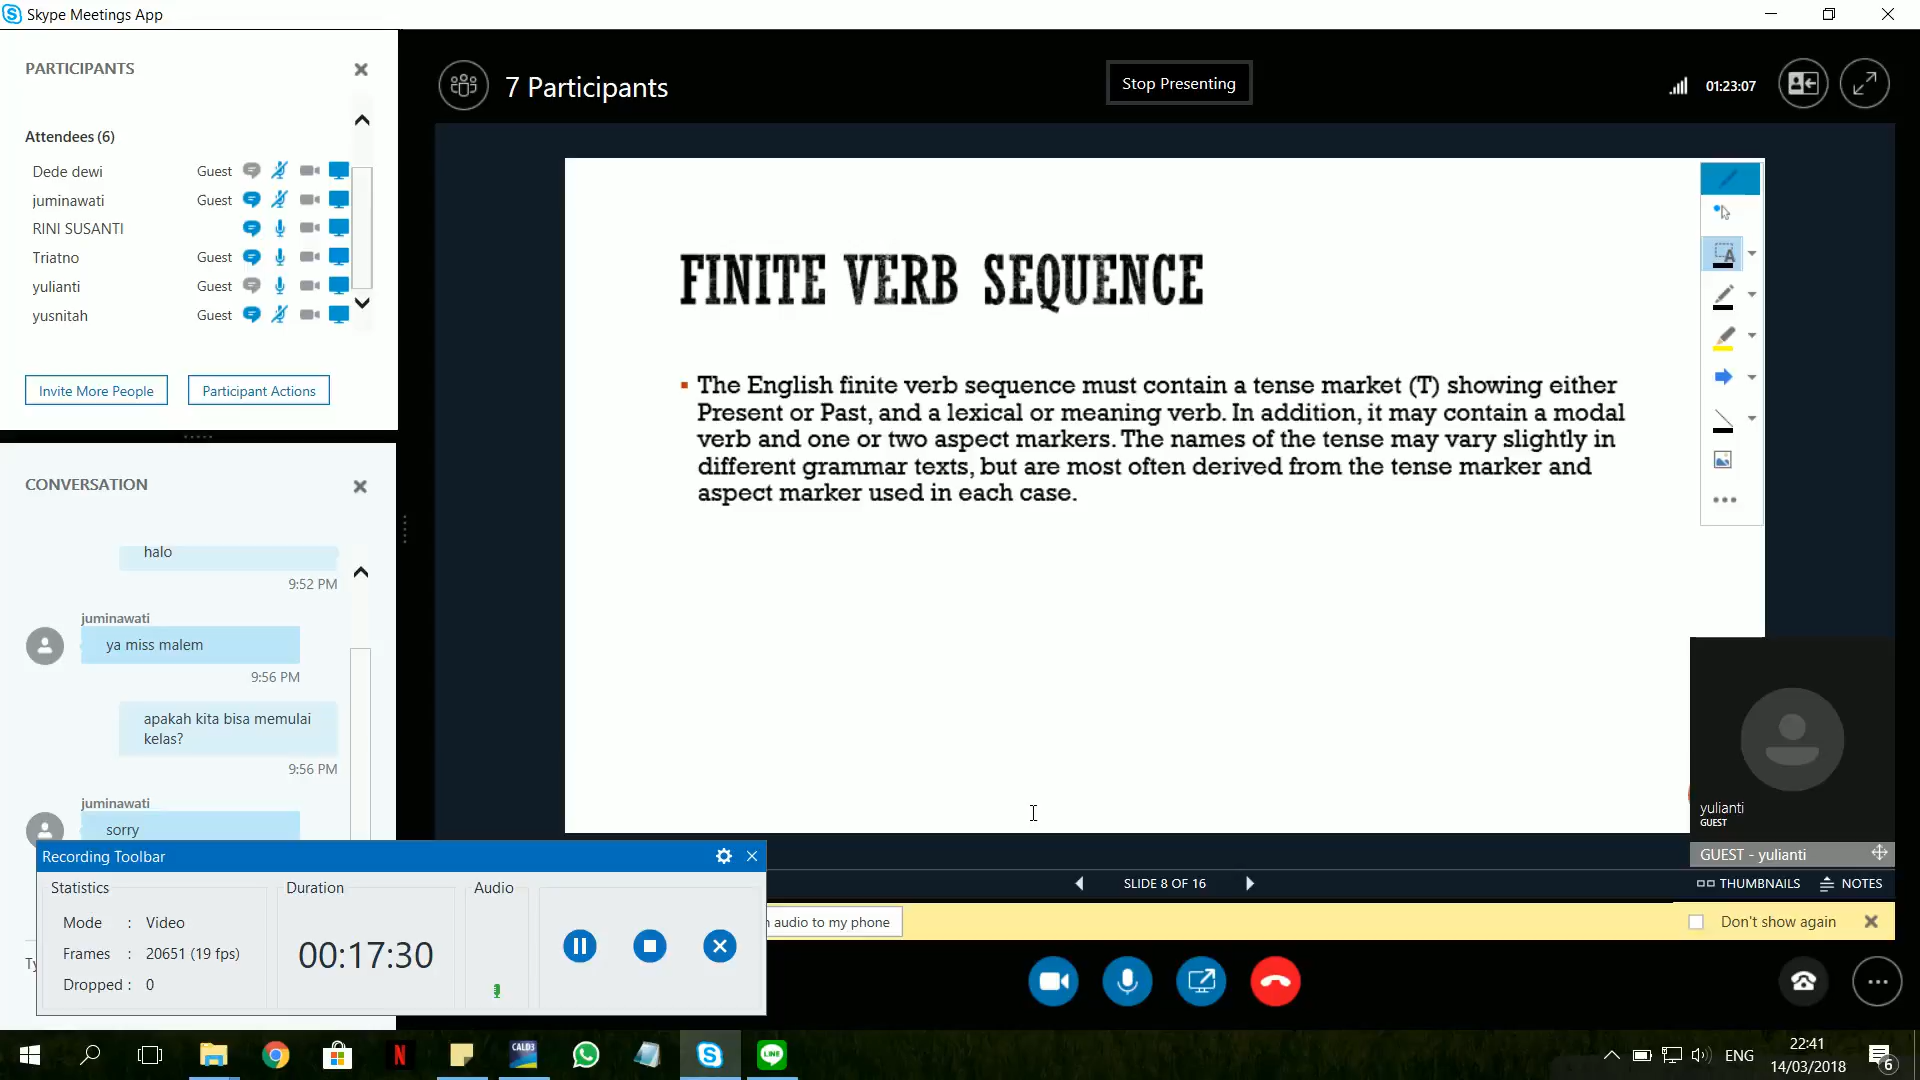 Skype Meetings App
PARTICIPANTS
Attendees (6)
Dede dewi Guest
juminawati Guest
RINI SUSANTI
Triatno Guest
yulianti Guest
yusnitah Guest
Invite More People Participant Actions
CONVERSATION
halo
9:52 PM
juminawati
ya miss malem
9:56 PM
apakah kita bisa memulai
kelas?
9:56 PM
juminawati
sorry
7 Participants
Stop Presenting
01:23:07
FINITE VERB SEQUENCE
▪ The English finite verb sequence must contain a tense market (T) showing either
Present or Past, and a lexical or meaning verb. In addition, it may contain a modal
verb and one or two aspect markers. The names of the tense may vary slightly in
different grammar texts, but are most often derived from the tense marker and
aspect marker used in each case.
A
yulianti
GUEST
GUEST - yulianti
SLIDE 8 OF 16
THUMBNAILS NOTES
audio to my phone
Don't show again
Recording Toolbar
Statistics Duration Audio
Mode : Video
Frames : 20651 (19 fps)
Dropped : 0
00:17:30
N
CALD3
LINE
ENG
22:41
14/03/2018
6